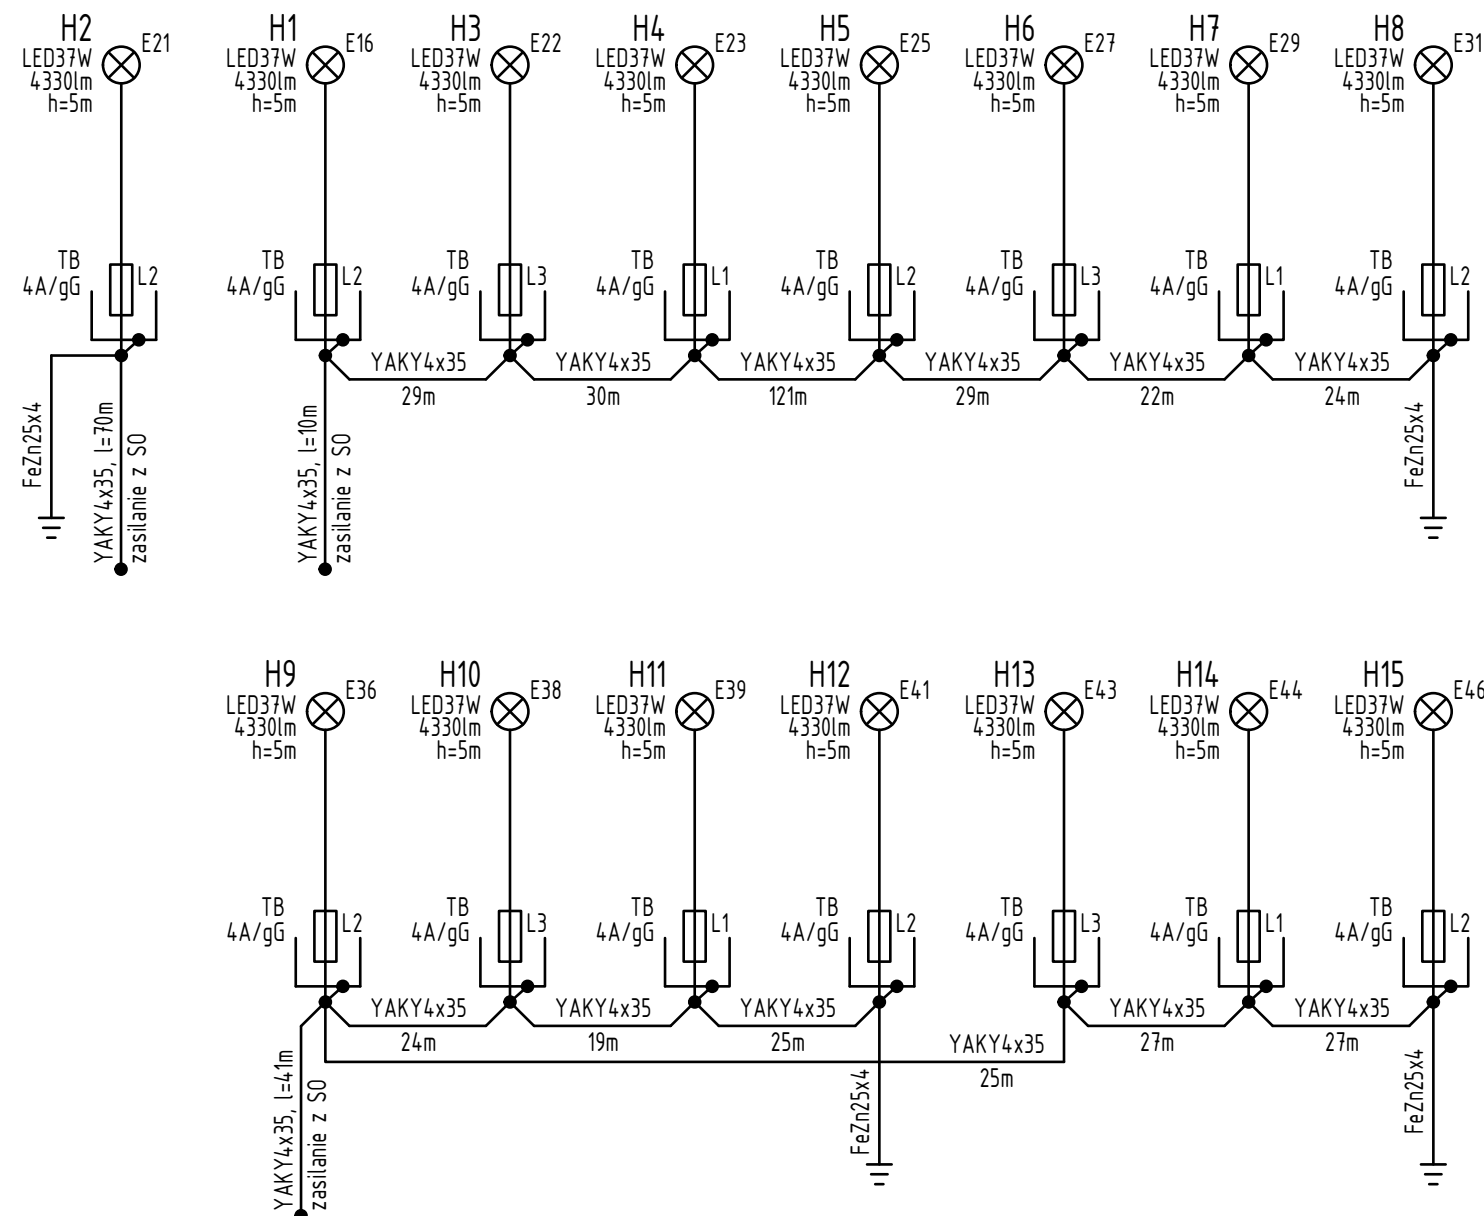 H2
LED37W
4330lm
h=5m
E21
TB
4A/gG
L2
FeZn25x4
YAKY4x35, l=70m
zasilanie z SO
H1
LED37W
4330lm
h=5m
E16
TB
4A/gG
L2
YAKY4x35, l=10m
zasilanie z SO
YAKY4x35
29m
H3
LED37W
4330lm
h=5m
E22
TB
4A/gG
L3
YAKY4x35
30m
H4
LED37W
4330lm
h=5m
E23
TB
4A/gG
L1
YAKY4x35
121m
H5
LED37W
4330lm
h=5m
E25
TB
4A/gG
L2
YAKY4x35
29m
H6
LED37W
4330lm
h=5m
E27
TB
4A/gG
L3
YAKY4x35
22m
H7
LED37W
4330lm
h=5m
E29
TB
4A/gG
L1
YAKY4x35
24m
H8
LED37W
4330lm
h=5m
E31
TB
4A/gG
L2
FeZn25x4
H9
LED37W
4330lm
h=5m
E36
TB
4A/gG
L2
YAKY4x35, l=41m
zasilanie z SO
YAKY4x35
24m
H10
LED37W
4330lm
h=5m
E38
TB
4A/gG
L3
YAKY4x35
19m
H11
LED37W
4330lm
h=5m
E39
TB
4A/gG
L1
YAKY4x35
25m
H12
LED37W
4330lm
h=5m
E41
TB
4A/gG
L2
FeZn25x4
YAKY4x35
25m
H13
LED37W
4330lm
h=5m
E43
TB
4A/gG
L3
YAKY4x35
27m
H14
LED37W
4330lm
h=5m
E44
TB
4A/gG
L1
YAKY4x35
27m
H15
LED37W
4330lm
h=5m
E46
TB
4A/gG
L2
FeZn25x4